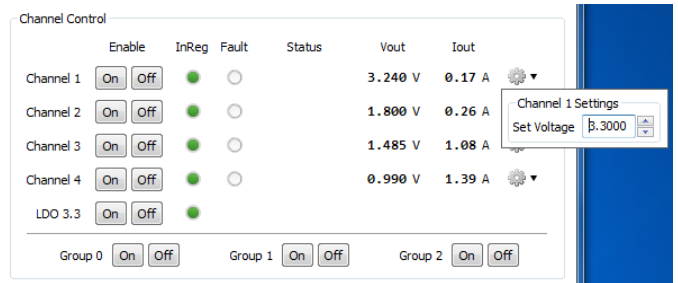 Channel Control
Enable InReg Fault Status Vout Iout
Channel 1 On Off 3.240 V 0.17 A
Channel 1 Settings
Set Voltage 3.3000
Channel 2 On Off 1.800 V 0.26 A
Channel 3 On Off 1.485 V 1.08 A
Channel 4 On Off 0.990 V 1.39 A
LDO 3.3 On Off
Group 0 On Off Group 1 On Off Group 2 On Off